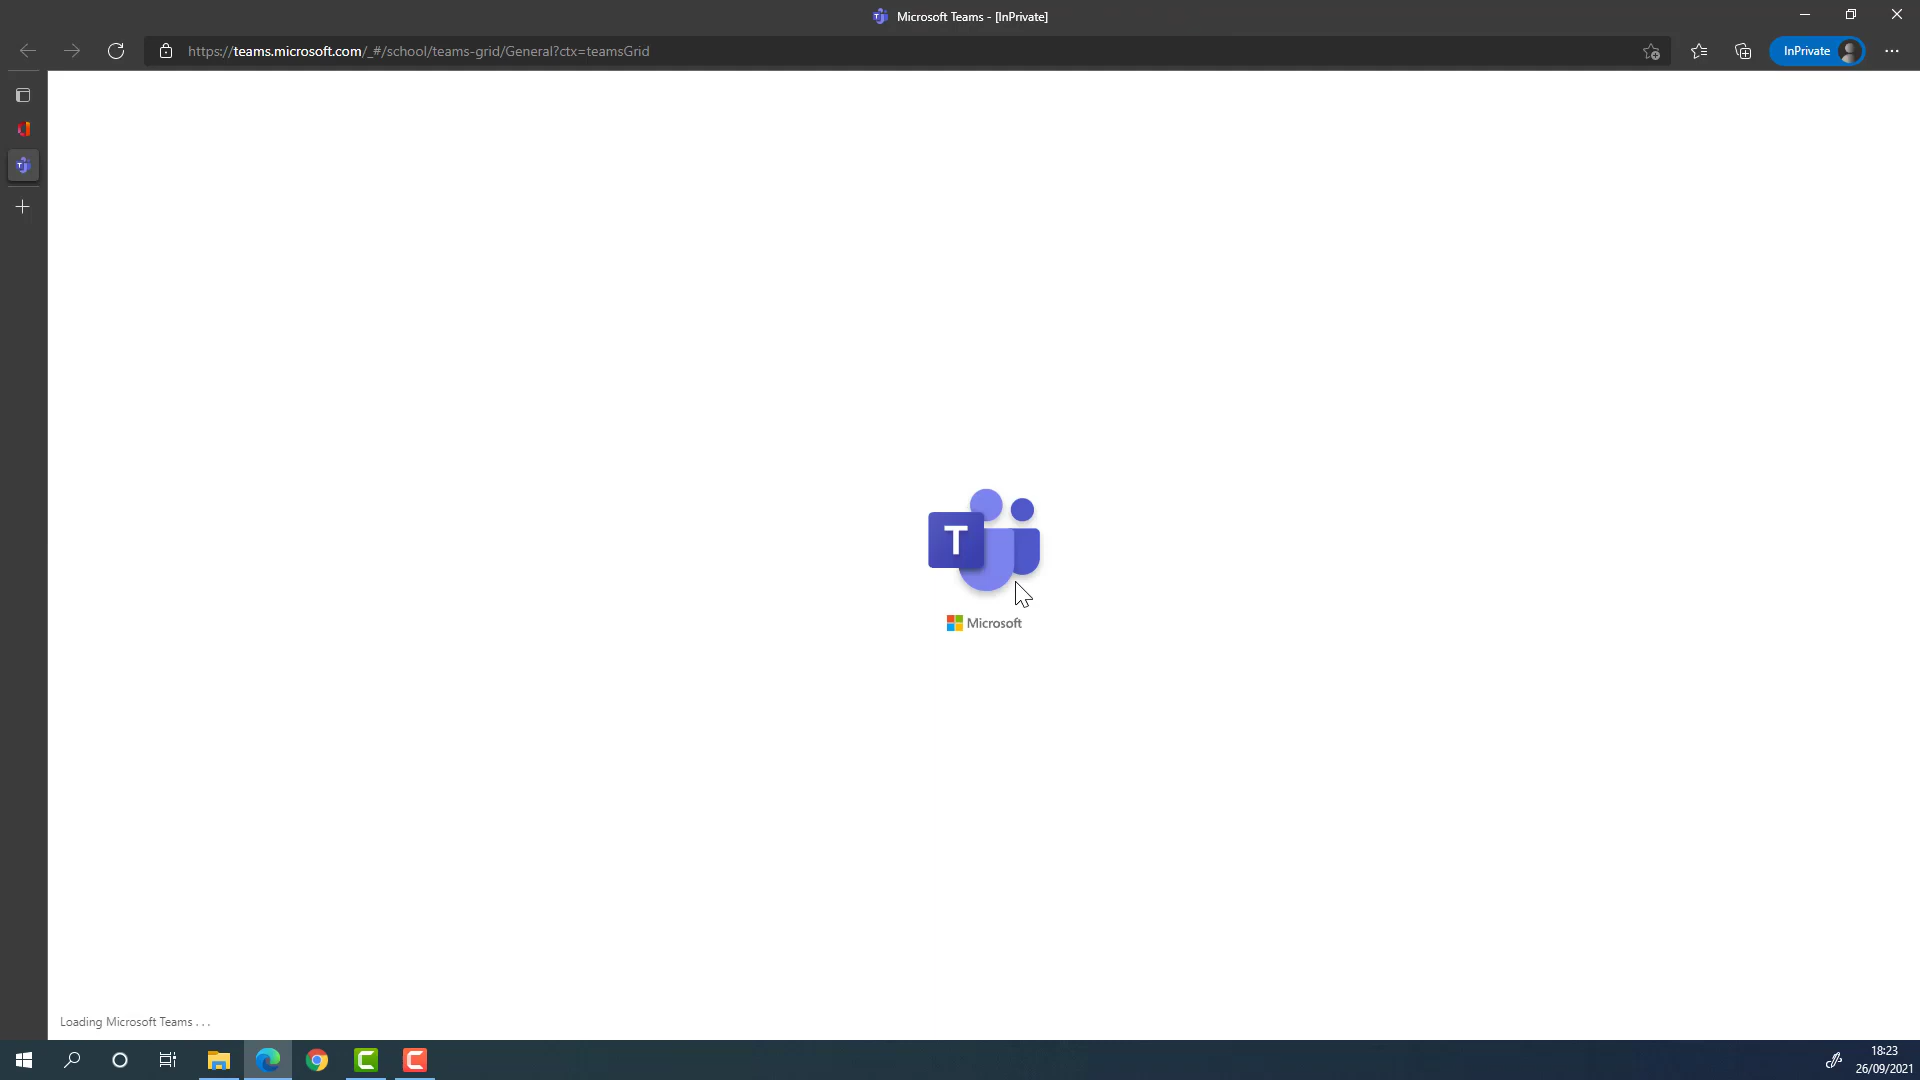 Microsoft Teams - [InPrivate]
https://teams.microsoft.com/_#/school/teams-grid/General?ctx=teamsGrid
InPrivate
T
Microsoft
Loading Microsoft Teams . . .
18:23
26/09/2021